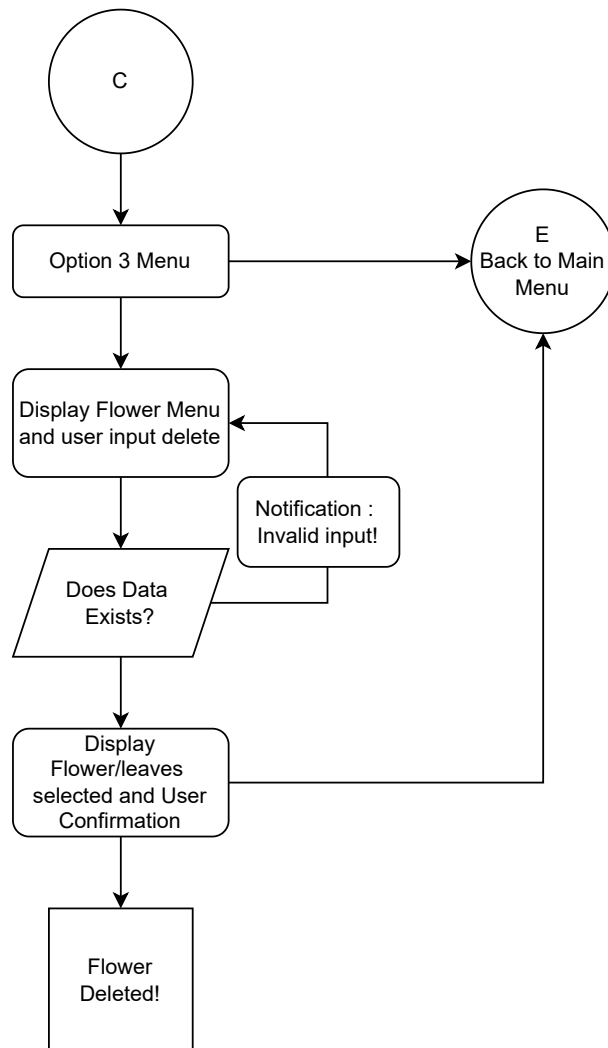 C
Option 3 Menu
E
Back to Main
Menu
Display Flower Menu
and user input delete
Notification :
Invalid input!
Does Data
Exists?
Display
Flower/leaves
selected and User
Confirmation
Flower
Deleted!